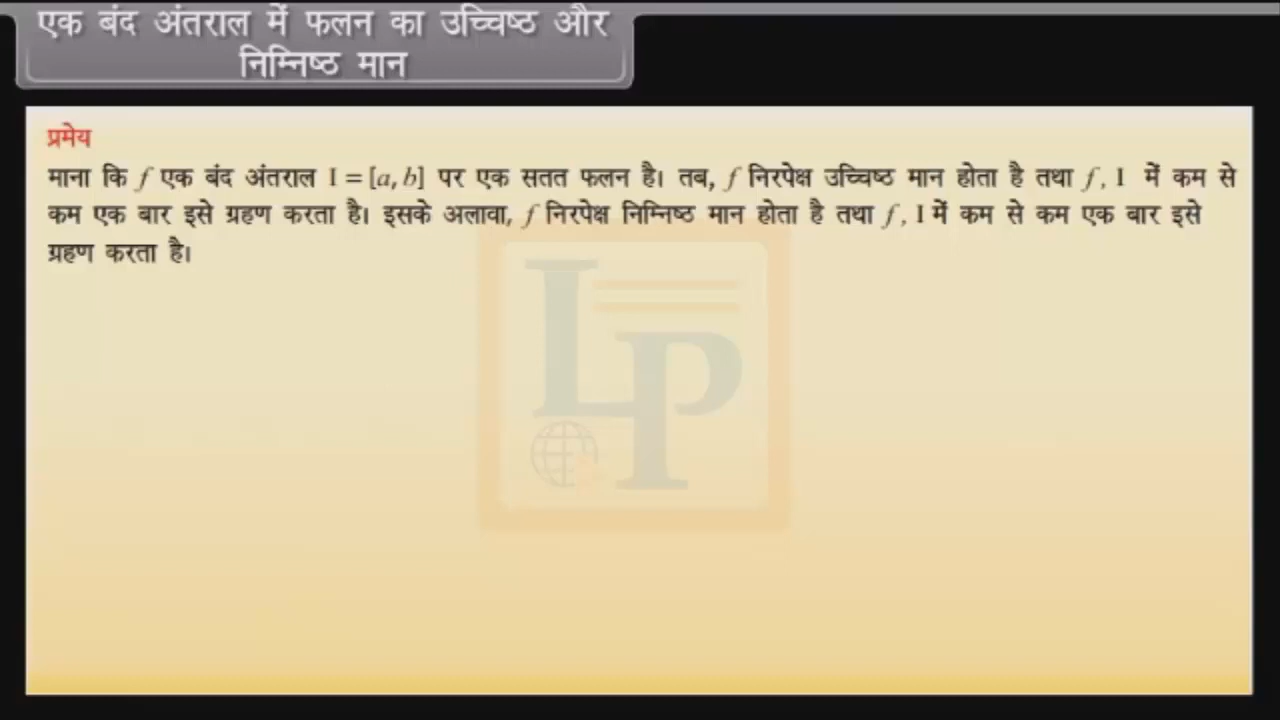 एक बंद अंतराल में फलन का उच्चिष्ठ और
निम्निष्ठ मान
प्रमेय
माना कि f एक बंद अंतराल I = [a, b] पर एक सतत फलन है। तब, f निरपेक्ष उच्चिष्ठ मान होता है तथा f, I में कम से
कम एक बार इसे ग्रहण करता है। इसके अलावा, f निरपेक्ष निम्निष्ठ मान होता है तथा f, I में कम से कम एक बार इसे
ग्रहण करता है।
LP